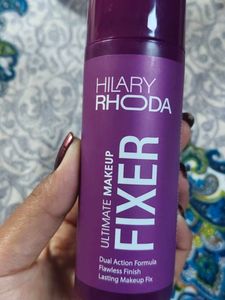 HILARY
RHODA
ULTIMATE MAKEUP
FIXER
Dual Action Formula
Flawless Finish
Lasting Makeup Fix